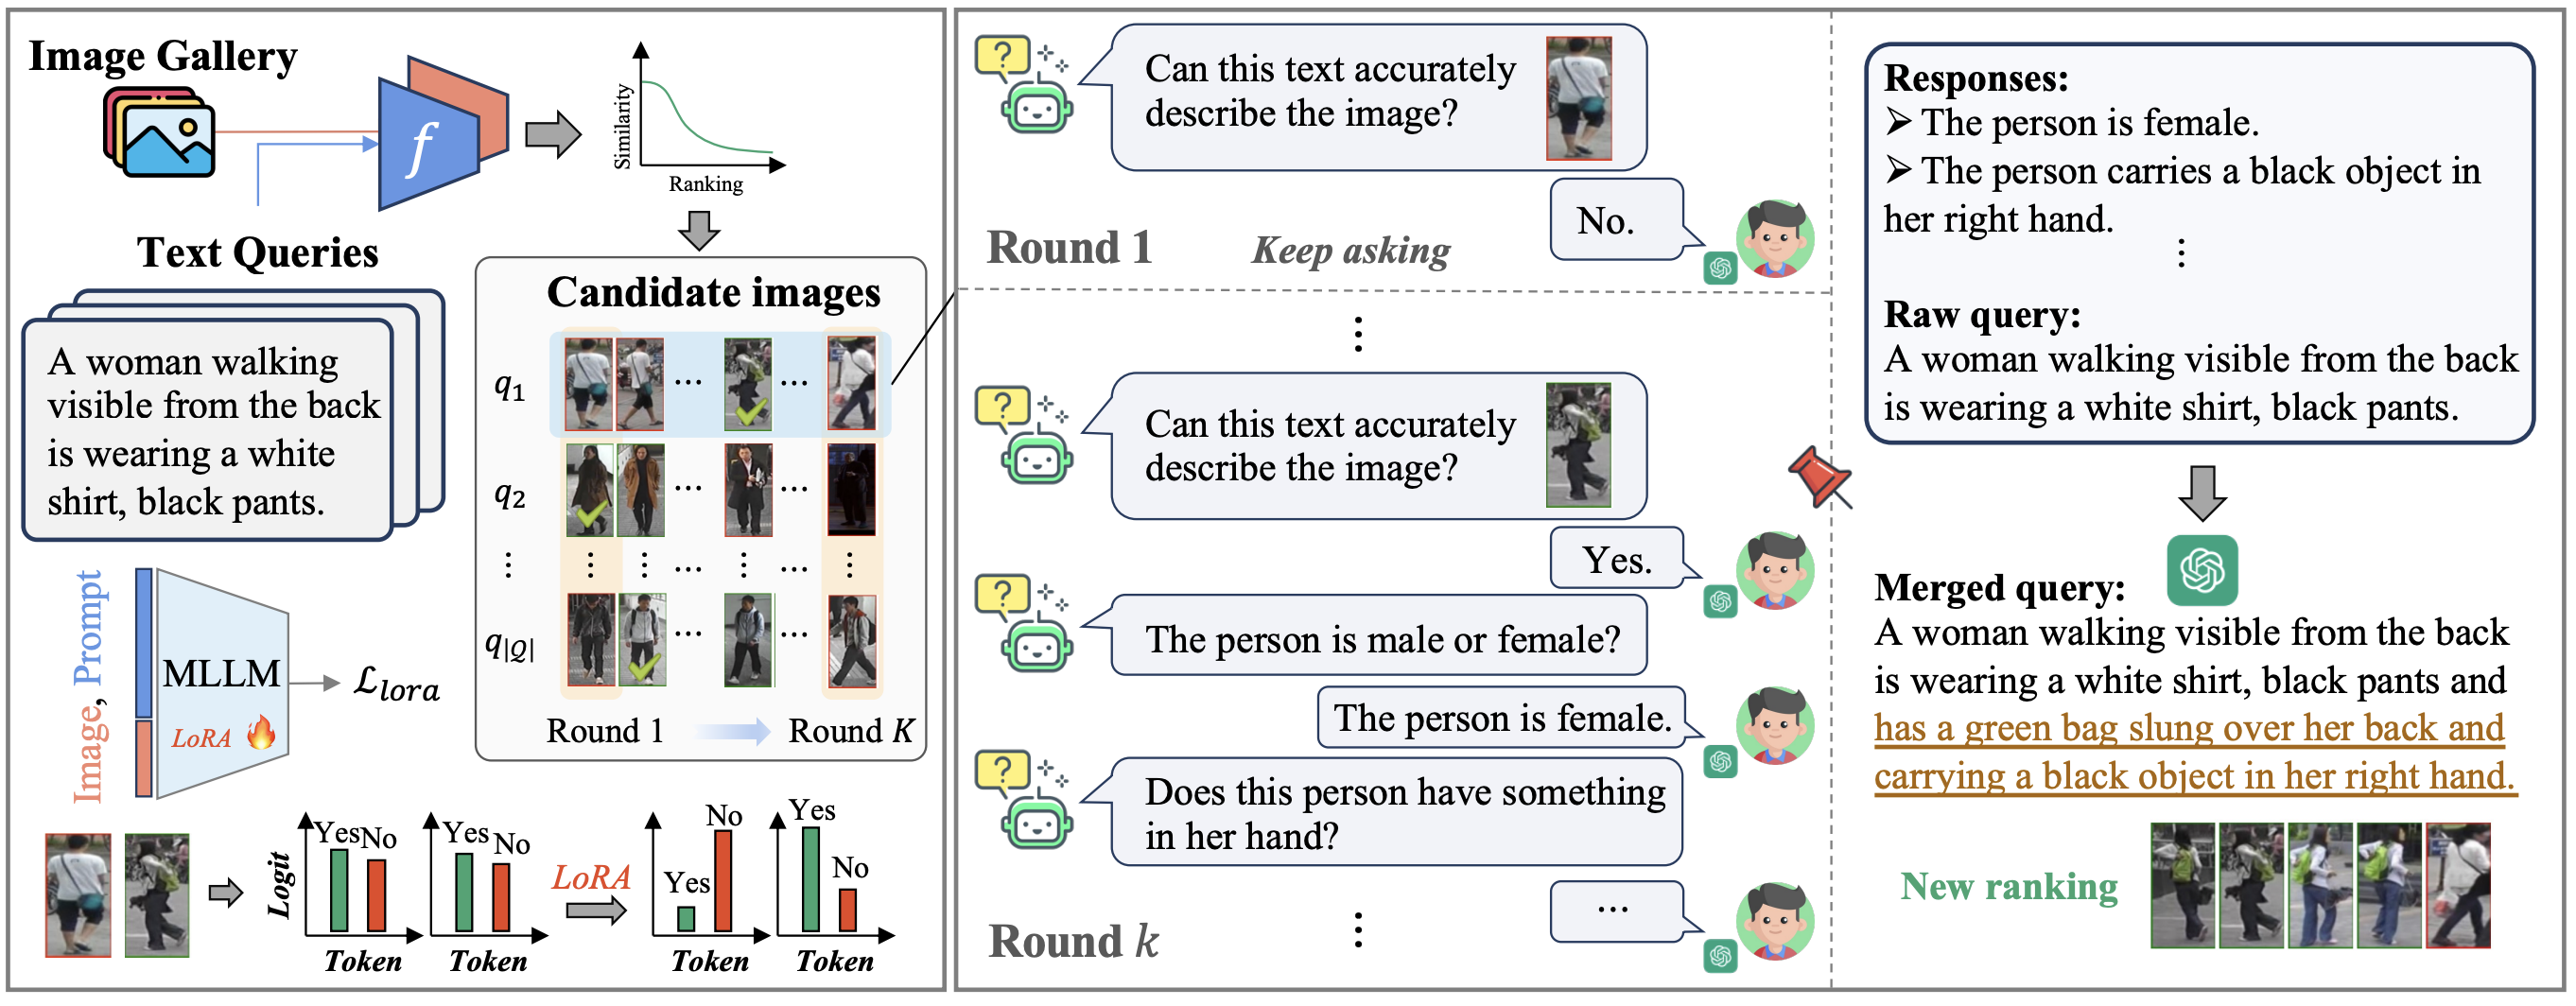 Image Gallery
f
Similarity
Ranking
Text Queries
A woman walking
visible from the back
is wearing a white
shirt, black pants.
Candidate images
q₁
...
...
q₂
...
...
⋮
⋮
⋮
...
⋮
...
⋮
q|𝒬|
...
...
Round 1
Round K
Image, Prompt
MLLM
LoRA
ℒlora
Logit
Yes
No
Token
Yes
No
Token
LoRA
Yes
No
Token
Yes
No
Token
?
Can this text accurately
describe the image?
No.
Round 1
Keep asking
⋮
?
Can this text accurately
describe the image?
Yes.
?
The person is male or female?
The person is female.
?
Does this person have something
in her hand?
...
Round k
⋮
Responses:
➢ The person is female.
➢ The person carries a black object in
her right hand.
⋮
Raw query:
A woman walking visible from the back
is wearing a white shirt, black pants.
Merged query:
A woman walking visible from the back
is wearing a white shirt, black pants and
has a green bag slung over her back and
carrying a black object in her right hand.
New ranking